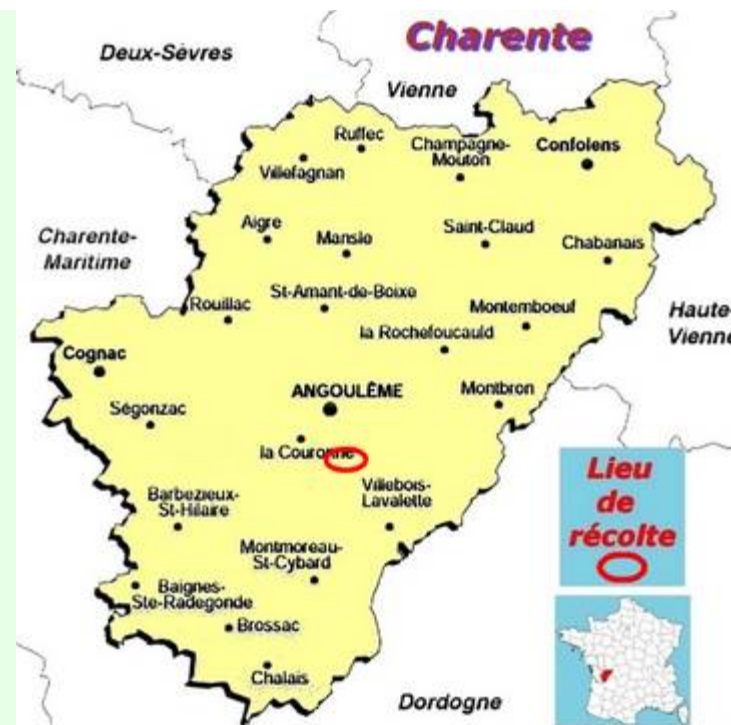 Charente
Deux-Sèvres
Vienne
Ruffec
Champagne-
Mouton
Confolens
Villefagnan
Aigre
Mansle
Saint-Claud
Chabanais
Charente-
Maritime
Rouillac
St-Amant-de-Boixe
Montemboeuf
Haute-
Vienne
la Rochefoucauld
Cognac
ANGOULÊME
Montbron
Ségonzac
la Couronne
Villebois-
Lavalette
Lieu
de
récolte
Barbezieux-
St-Hilaire
Montmoreau-
St-Cybard
Baignes-
Ste-Radegonde
Brossac
Chalais
Dordogne